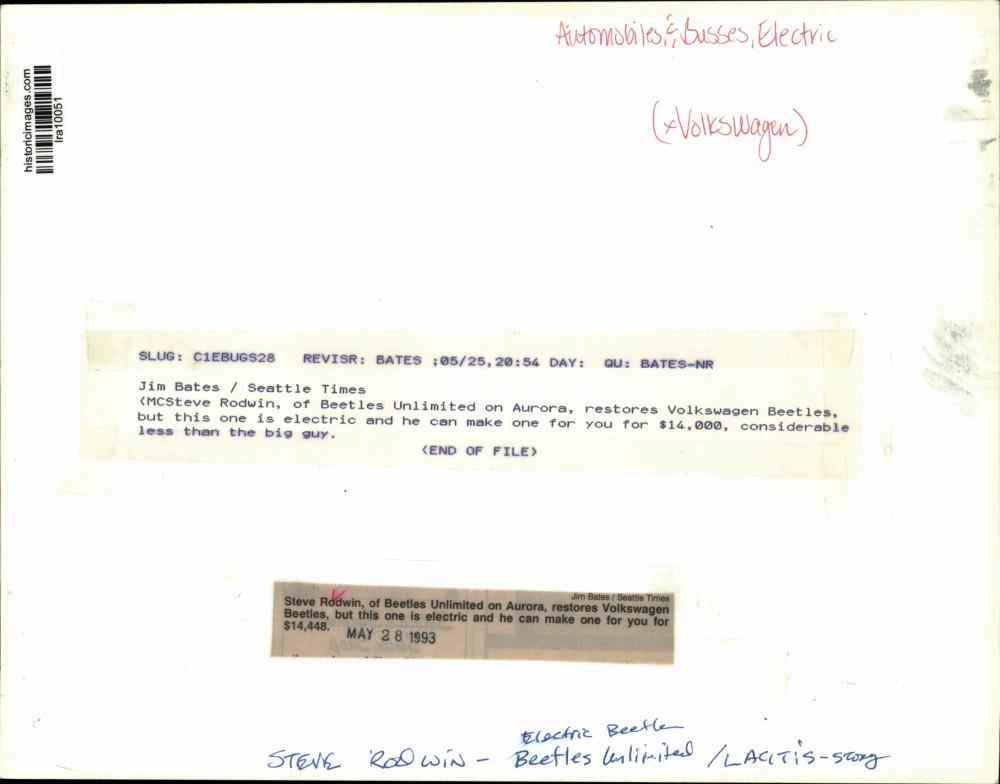 Automobiles, & Busses, Electric
(xVolkswagen)
historicimages.com
lra10051
SLUG: C1EBUGS28 REVISR: BATES ;05/25,20:54 DAY: QU: BATES-NR
Jim Bates / Seattle Times
(MCSteve Rodwin, of Beetles Unlimited on Aurora, restores Volkswagen Beetles,
but this one is electric and he can make one for you for $14,000, considerable
less than the big guy.
(END OF FILE)
Jim Bates / Seattle Times
Steve Rodwin, of Beetles Unlimited on Aurora, restores Volkswagen
Beetles, but this one is electric and he can make one for you for
$14,448.
MAY 28 1993
Electric Beetle
STEVE RODWIN - Beetles Unlimited / LACITIS-STORY